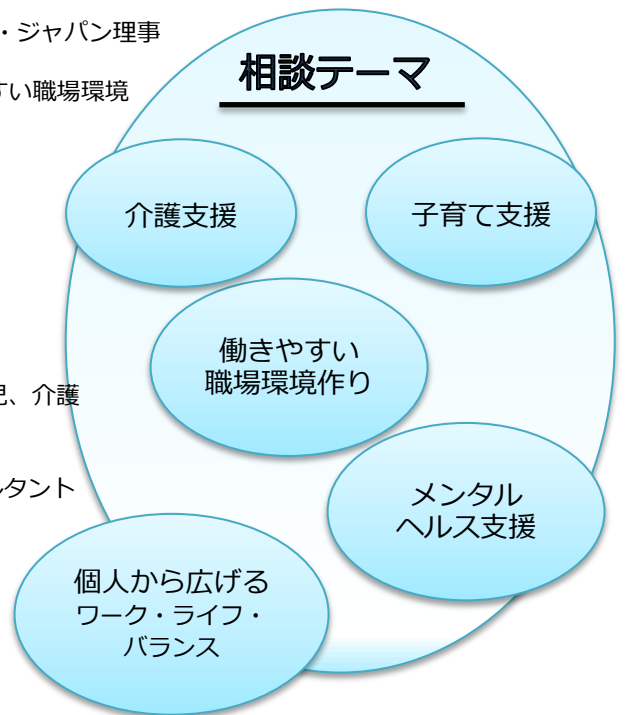 ・ジャパン理事
相談テーマ
すい職場環境
介護支援
子育て支援
働きやすい
職場環境作り
、介護
ルタント
メンタル
ヘルス支援
個人から広げる
ワーク・ライフ・
バランス